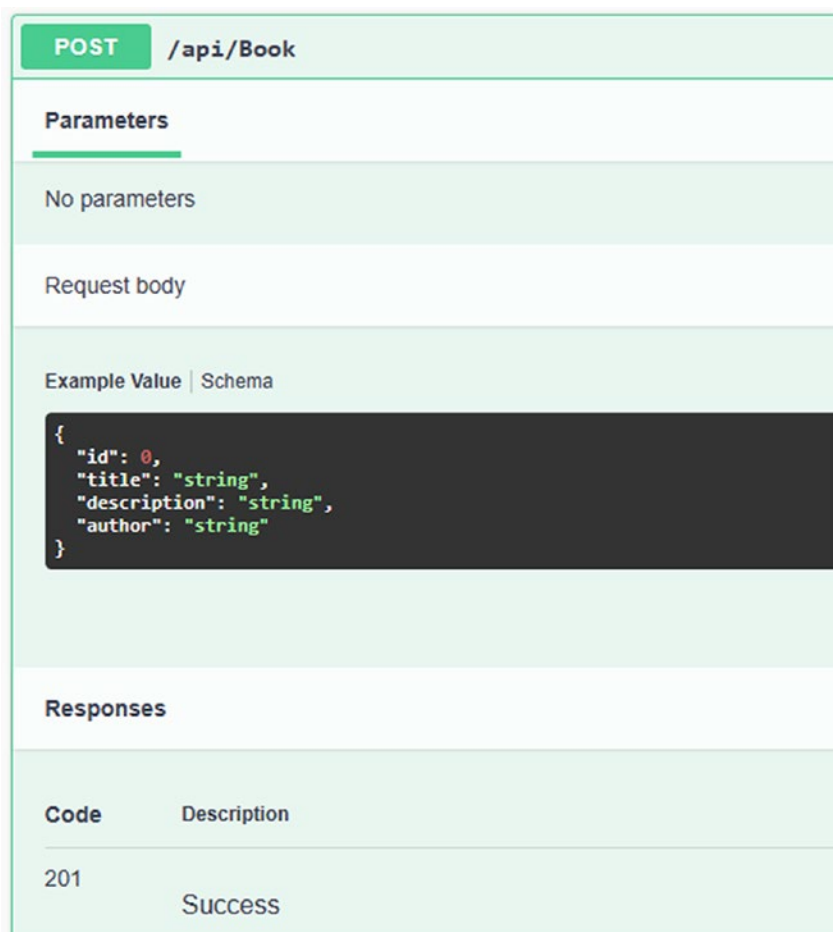 POST /api/Book
Parameters
No parameters
Request body
Example Value | Schema
{
"id": 0,
"title": "string",
"description": "string",
"author": "string"
}
Responses
Code Description
201
Success